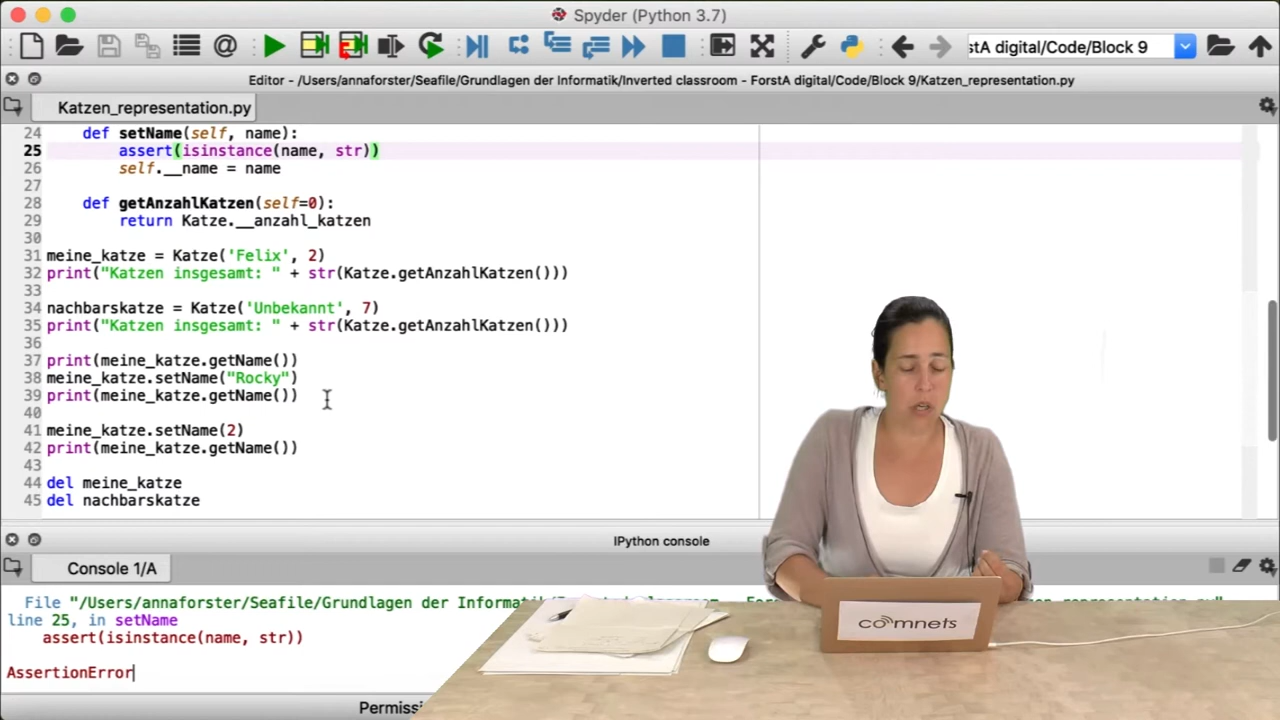 Spyder (Python 3.7)
stA digital/Code/Block 9
Editor - /Users/annaforster/Seafile/Grundlagen der Informatik/Inverted classroom - ForstA digital/Code/Block 9/Katzen_representation.py
Katzen_representation.py
24 def setName(self, name):
25 assert(isinstance(name, str))
26 self.__name = name
27
28 def getAnzahlKatzen(self=0):
29 return Katze.__anzahl_katzen
30
31 meine_katze = Katze('Felix', 2)
32 print("Katzen insgesamt: " + str(Katze.getAnzahlKatzen()))
33
34 nachbarskatze = Katze('Unbekannt', 7)
35 print("Katzen insgesamt: " + str(Katze.getAnzahlKatzen()))
36
37 print(meine_katze.getName())
38 meine_katze.setName("Rocky")
39 print(meine_katze.getName())
40
41 meine_katze.setName(2)
42 print(meine_katze.getName())
43
44 del meine_katze
45 del nachbarskatze
IPython console
Console 1/A
File "/Users/annaforster/Seafile/Grundlagen der
line 25, in setName
assert(isinstance(name, str))
AssertionError
comnets